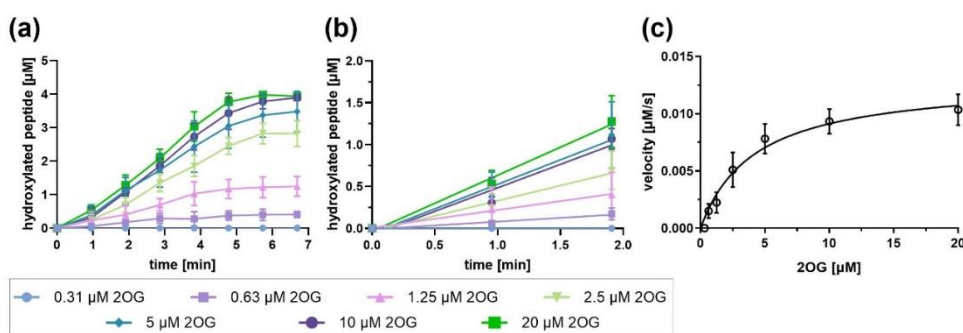 (a)
hydroxylated peptide [µM]
5
4
3
2
1
0
0 1 2 3 4 5 6 7
time [min]
(b)
hydroxylated peptide [µM]
2.0
1.5
1.0
0.5
0.0
0.0 0.5 1.0 1.5 2.0
time [min]
(c)
velocity [µM/s]
0.015
0.010
0.005
0.000
0 5 10 15 20
2OG [µM]
0.31 µM 2OG 0.63 µM 2OG 1.25 µM 2OG 2.5 µM 2OG
5 µM 2OG 10 µM 2OG 20 µM 2OG